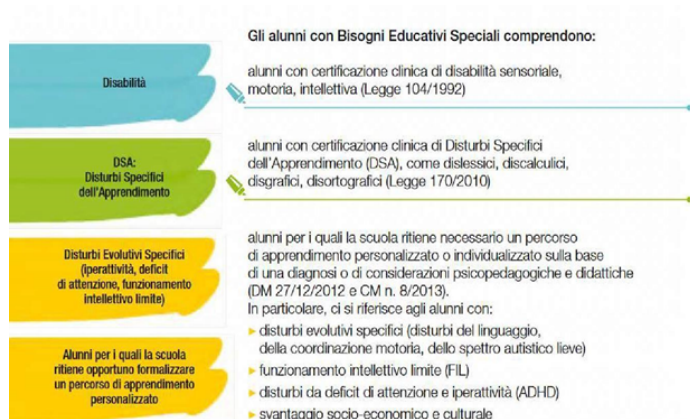 Gli alunni con Bisogni Educativi Speciali comprendono:
Disabilità
alunni con certificazione clinica di disabilità sensoriale,
motoria, intellettiva (Legge 104/1992)
DSA:
Disturbi Specifici
dell'Apprendimento
alunni con certificazione clinica di Disturbi Specifici
dell'Apprendimento (DSA), come dislessici, discalculici,
disgrafici, disortografici (Legge 170/2010)
Disturbi Evolutivi Specifici
(iperattività, deficit
di attenzione, funzionamento
intellettivo limite)
Alunni per i quali la scuola
ritiene opportuno formalizzare
un percorso di apprendimento
personalizzato
alunni per i quali la scuola ritiene necessario un percorso
di apprendimento personalizzato o individualizzato sulla base
di una diagnosi o di considerazioni psicopedagogiche e didattiche
(DM 27/12/2012 e CM n. 8/2013).
In particolare, ci si riferisce agli alunni con:
disturbi evolutivi specifici (disturbi del linguaggio,
della coordinazione motoria, dello spettro autistico lieve)
funzionamento intellettivo limite (FIL)
disturbi da deficit di attenzione e iperattività (ADHD)
svantaggio socio-economico e culturale